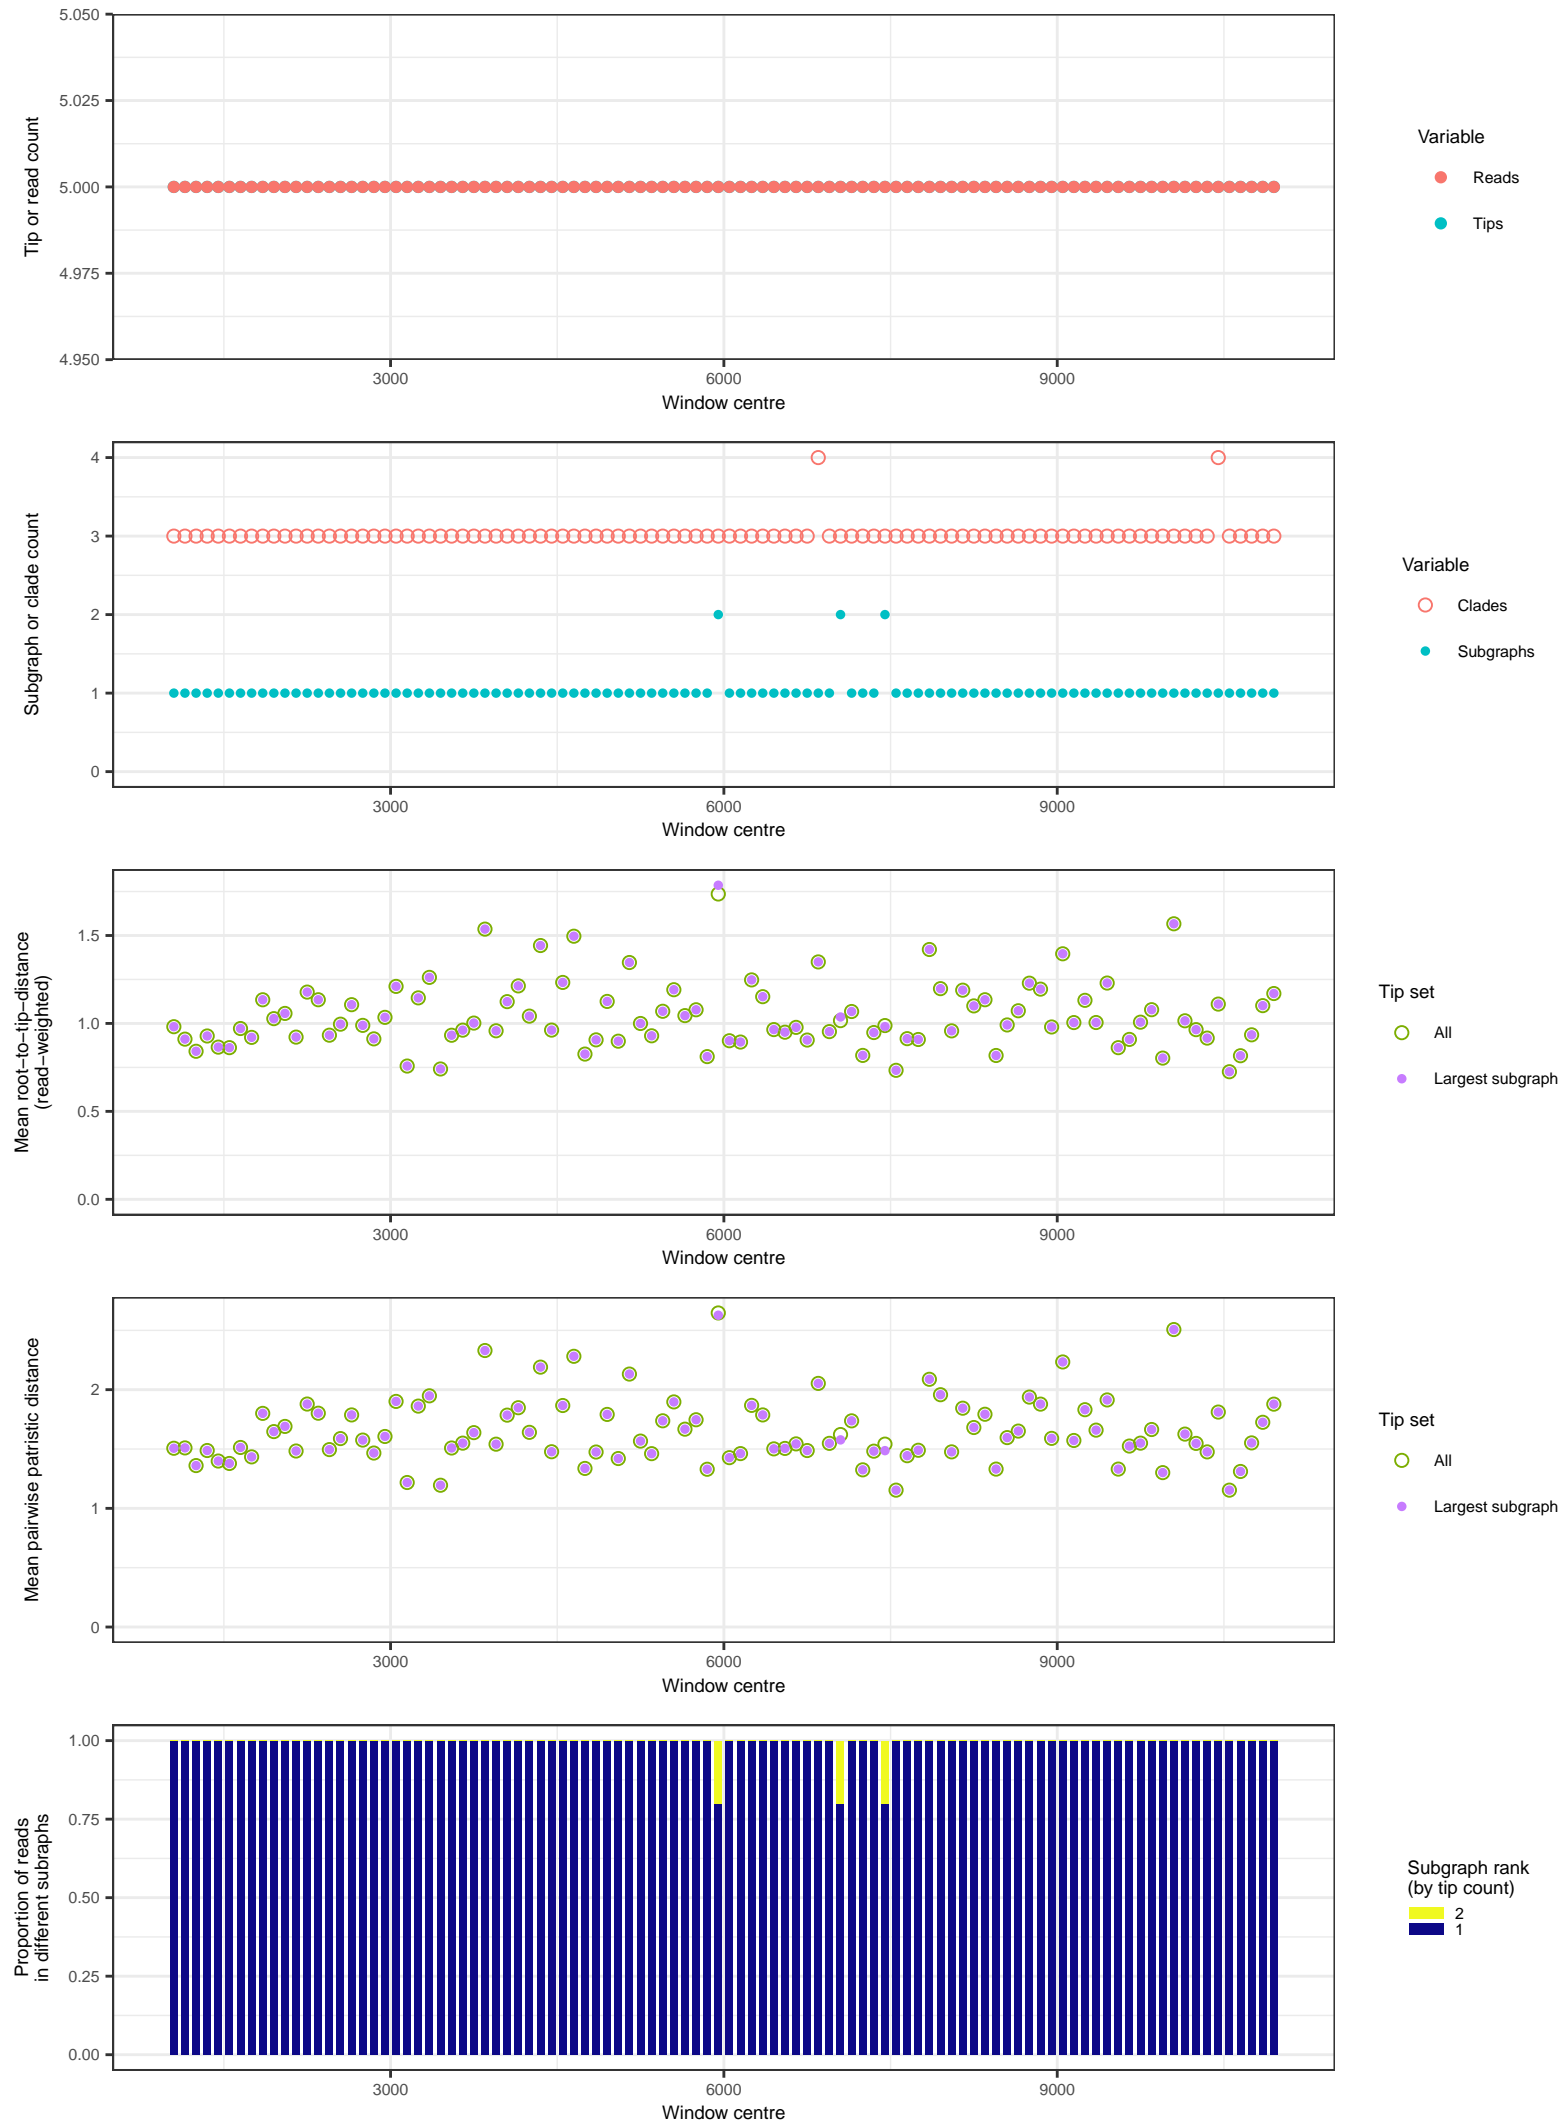 5.050
5.025
5.000
4.975
4.950
Tip or read count
3000
6000
9000
Window centre
Variable
Reads
Tips
4
3
2
1
0
Subgraph or clade count
3000
6000
9000
Window centre
Variable
Clades
Subgraphs
1.5
1.0
0.5
0.0
Mean root−to−tip−distance
(read−weighted)
3000
6000
9000
Window centre
Tip set
All
Largest subgraph
2
1
0
Mean pairwise patristic distance
3000
6000
9000
Window centre
Tip set
All
Largest subgraph
1.00
0.75
0.50
0.25
0.00
Proportion of reads
in different subraphs
3000
6000
9000
Window centre
Subgraph rank
(by tip count)
2
1